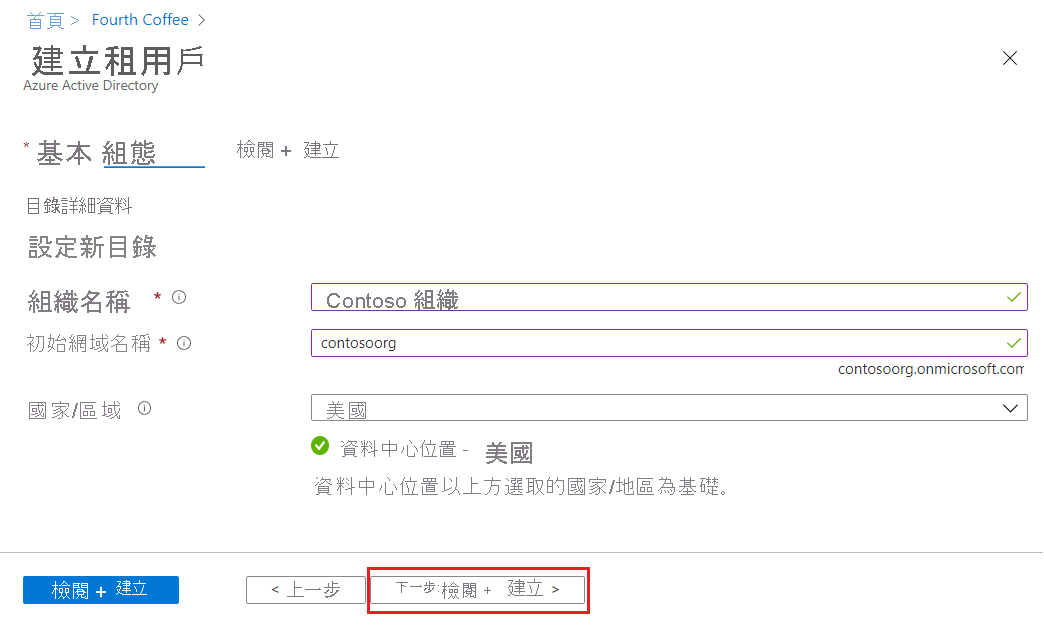 首頁 > Fourth Coffee >
建立租用戶
Azure Active Directory
* 基本 組態 檢閱 + 建立
目錄詳細資料
設定新目錄
組織名稱 * Contoso 組織
初始網域名稱 * contosoorg
contosoorg.onmicrosoft.com
國家/區域 美國
資料中心位置 - 美國
資料中心位置以上方選取的國家/地區為基礎。
檢閱 + 建立 < 上一步 下一步:檢閱 + 建立 >